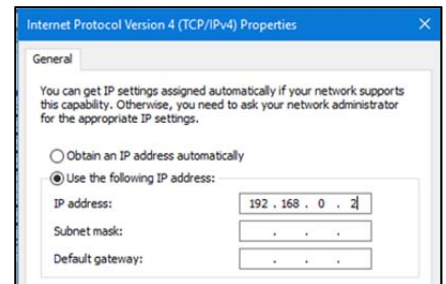 Internet Protocol Version 4 (TCP/IPv4) Properties
General
You can get IP settings assigned automatically if your network supports
this capability. Otherwise, you need to ask your network administrator
for the appropriate IP settings.
Obtain an IP address automatically
Use the following IP address:
IP address: 192 . 168 . 0 . 2
Subnet mask: . . .
Default gateway: . . .